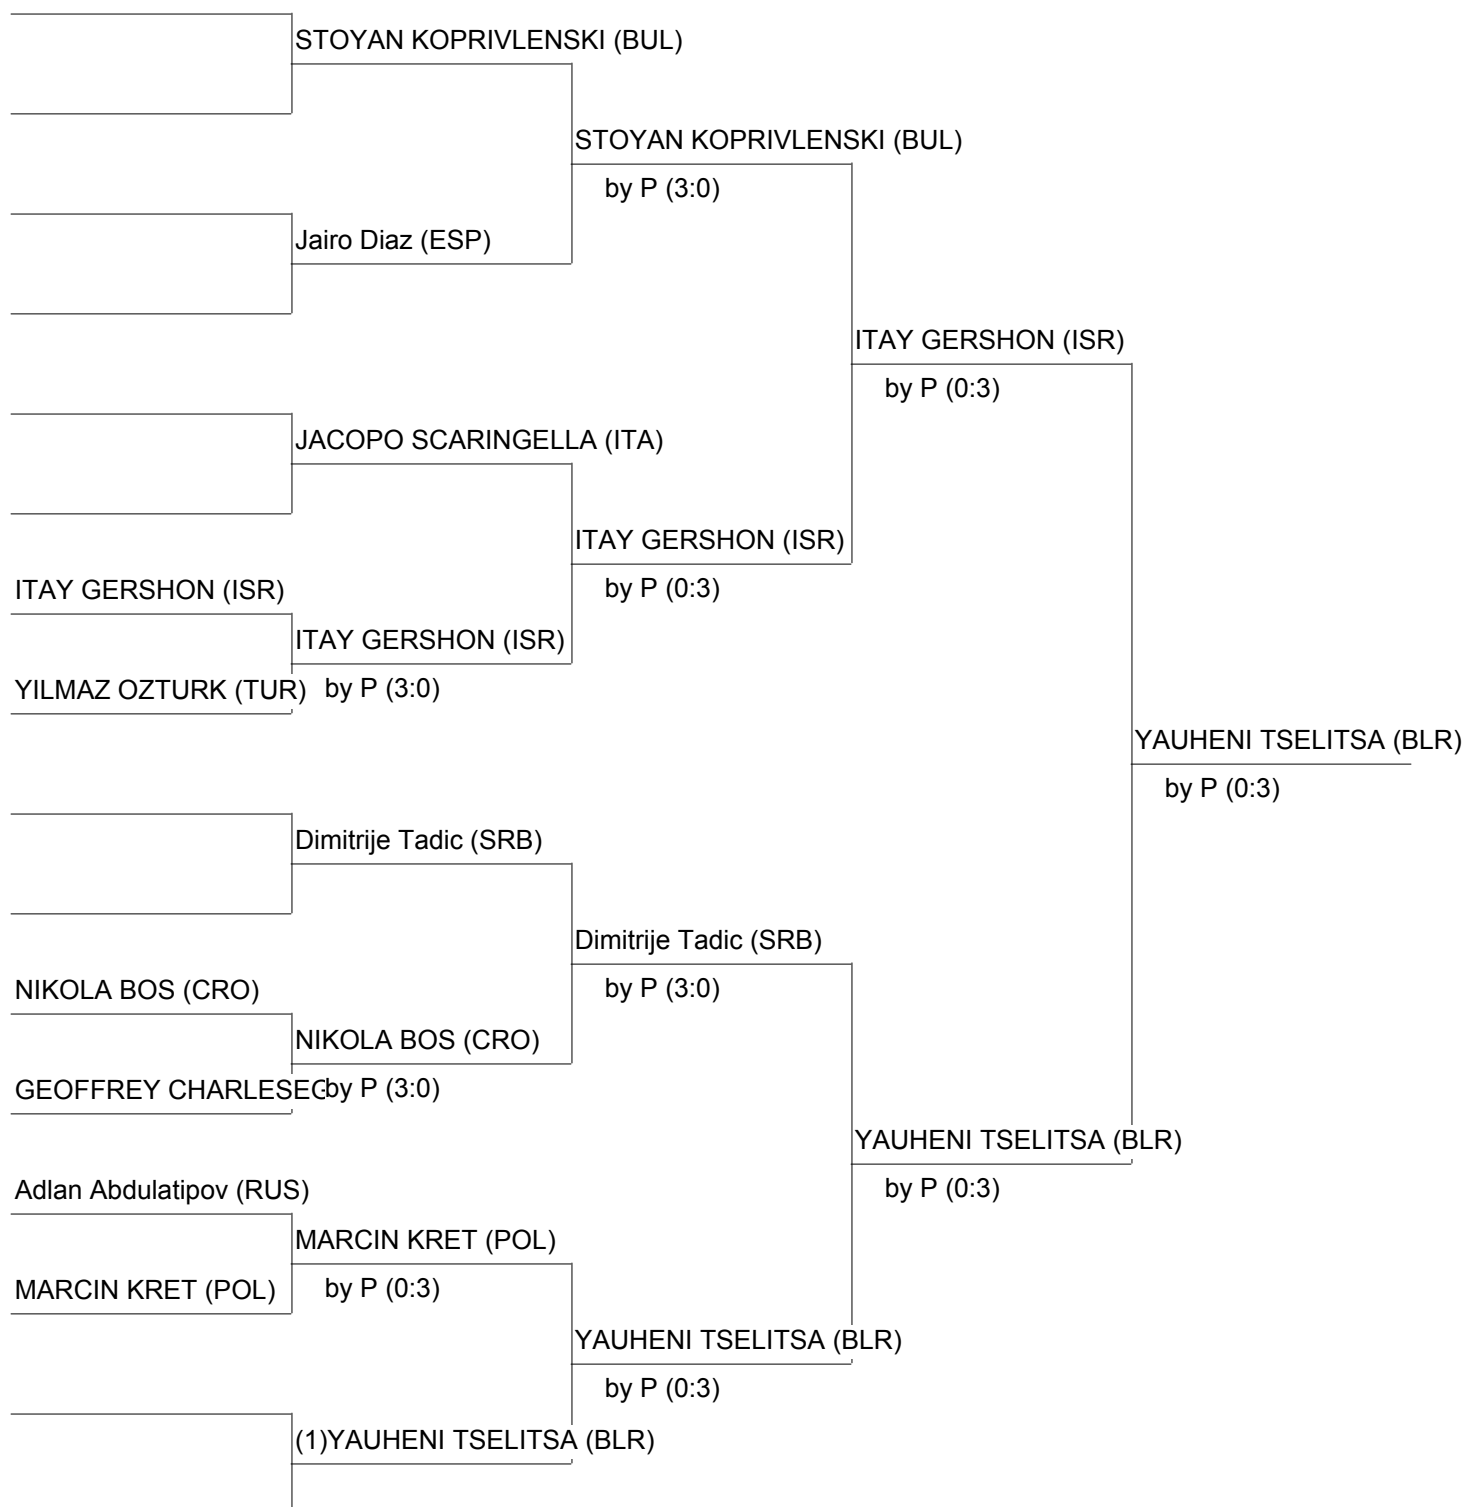 STOYAN KOPRIVLENSKI (BUL)
STOYAN KOPRIVLENSKI (BUL)
by P (3:0)
Jairo Diaz (ESP)
ITAY GERSHON (ISR)
by P (0:3)
JACOPO SCARINGELLA (ITA)
ITAY GERSHON (ISR)
by P (0:3)
ITAY GERSHON (ISR)
ITAY GERSHON (ISR)
by P (3:0)
YILMAZ OZTURK (TUR)
YAUHENI TSELITSA (BLR)
by P (0:3)
Dimitrije Tadic (SRB)
Dimitrije Tadic (SRB)
by P (3:0)
NIKOLA BOS (CRO)
NIKOLA BOS (CRO)
by P (3:0)
GEOFFREY
YAUHENI TSELITSA (BLR)
by P (0:3)
Adlan Abdulatipov (RUS)
MARCIN KRET (POL)
by P (0:3)
MARCIN KRET (POL)
YAUHENI TSELITSA (BLR)
by P (0:3)
(1)YAUHENI TSELITSA (BLR)